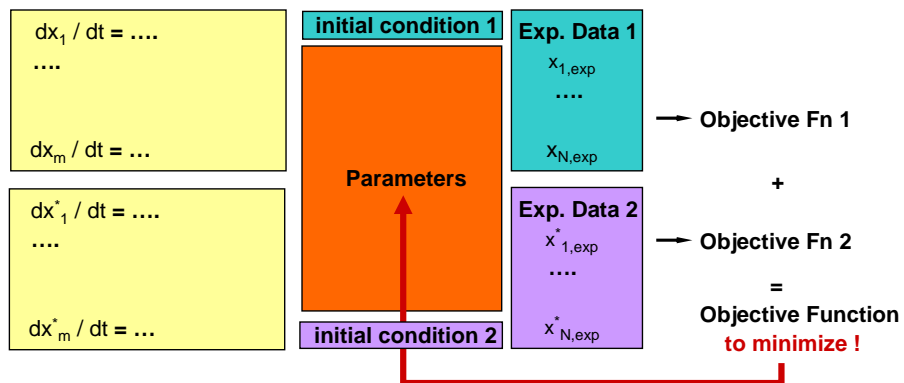 dx₁ / dt = ....
....
dxₘ / dt = ...
dx*₁ / dt = ....
....
dx*ₘ / dt = ...
initial condition 1
Parameters
initial condition 2
Exp. Data 1
x₁,exp
....
x_N,exp
Exp. Data 2
x*₁,exp
....
x*_N,exp
Objective Fn 1
+
Objective Fn 2
=
Objective Function
to minimize !